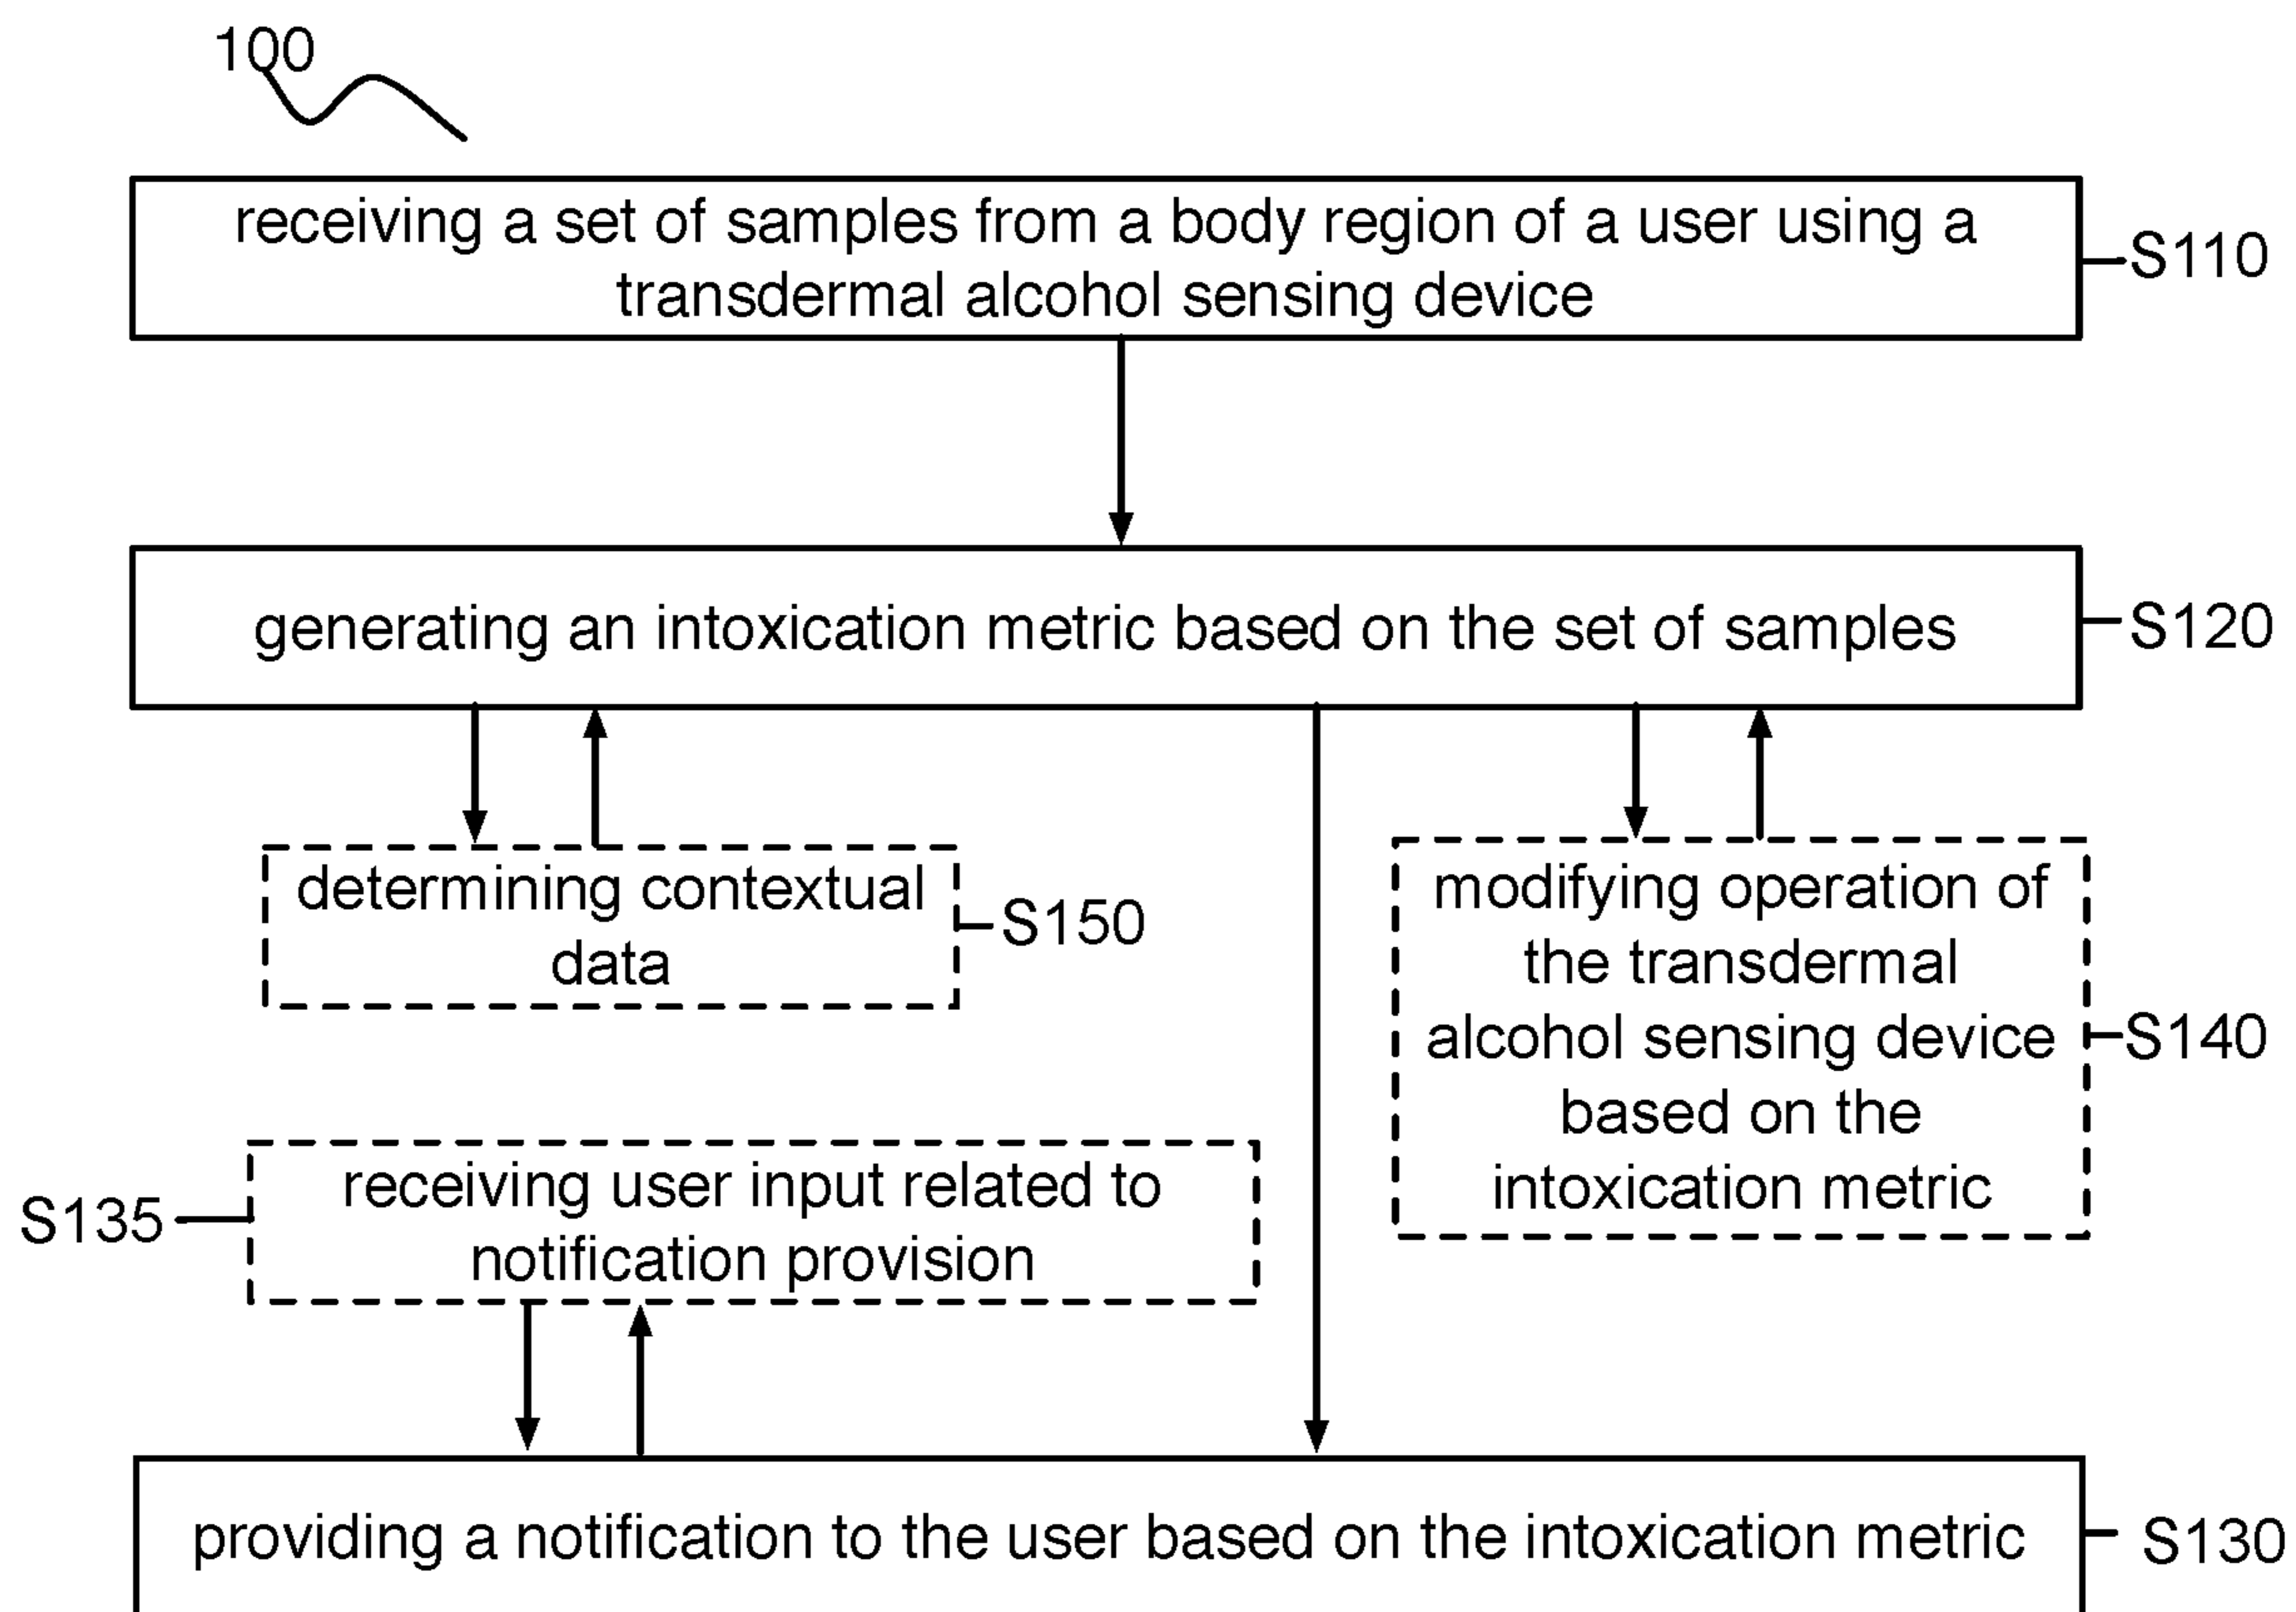 100
receiving a set of samples from a body region of a user using a
transdermal alcohol sensing device
S110
generating an intoxication metric based on the set of samples
S120
determining contextual
data
S150
modifying operation of
the transdermal
alcohol sensing device
based on the
intoxication metric
S140
receiving user input related to
notification provision
S135
providing a notification to the user based on the intoxication metric
S130